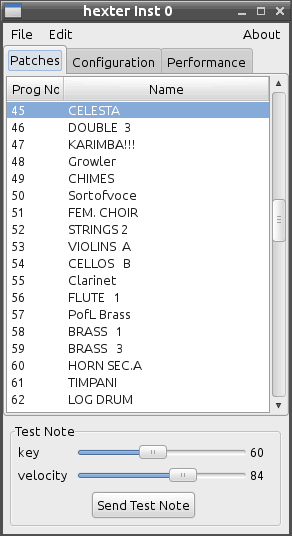 hexter Inst 0
File Edit About
Patches Configuration Performance
Prog No Name
45 CELESTA
46 DOUBLE 3
47 KARIMBA!!!
48 Growler
49 CHIMES
50 Sortofvoce
51 FEM. CHOIR
52 STRINGS 2
53 VIOLINS A
54 CELLOS B
55 Clarinet
56 FLUTE 1
57 PofL Brass
58 BRASS 1
59 BRASS 3
60 HORN SEC.A
61 TIMPANI
62 LOG DRUM
Test Note
key 60
velocity 84
Send Test Note